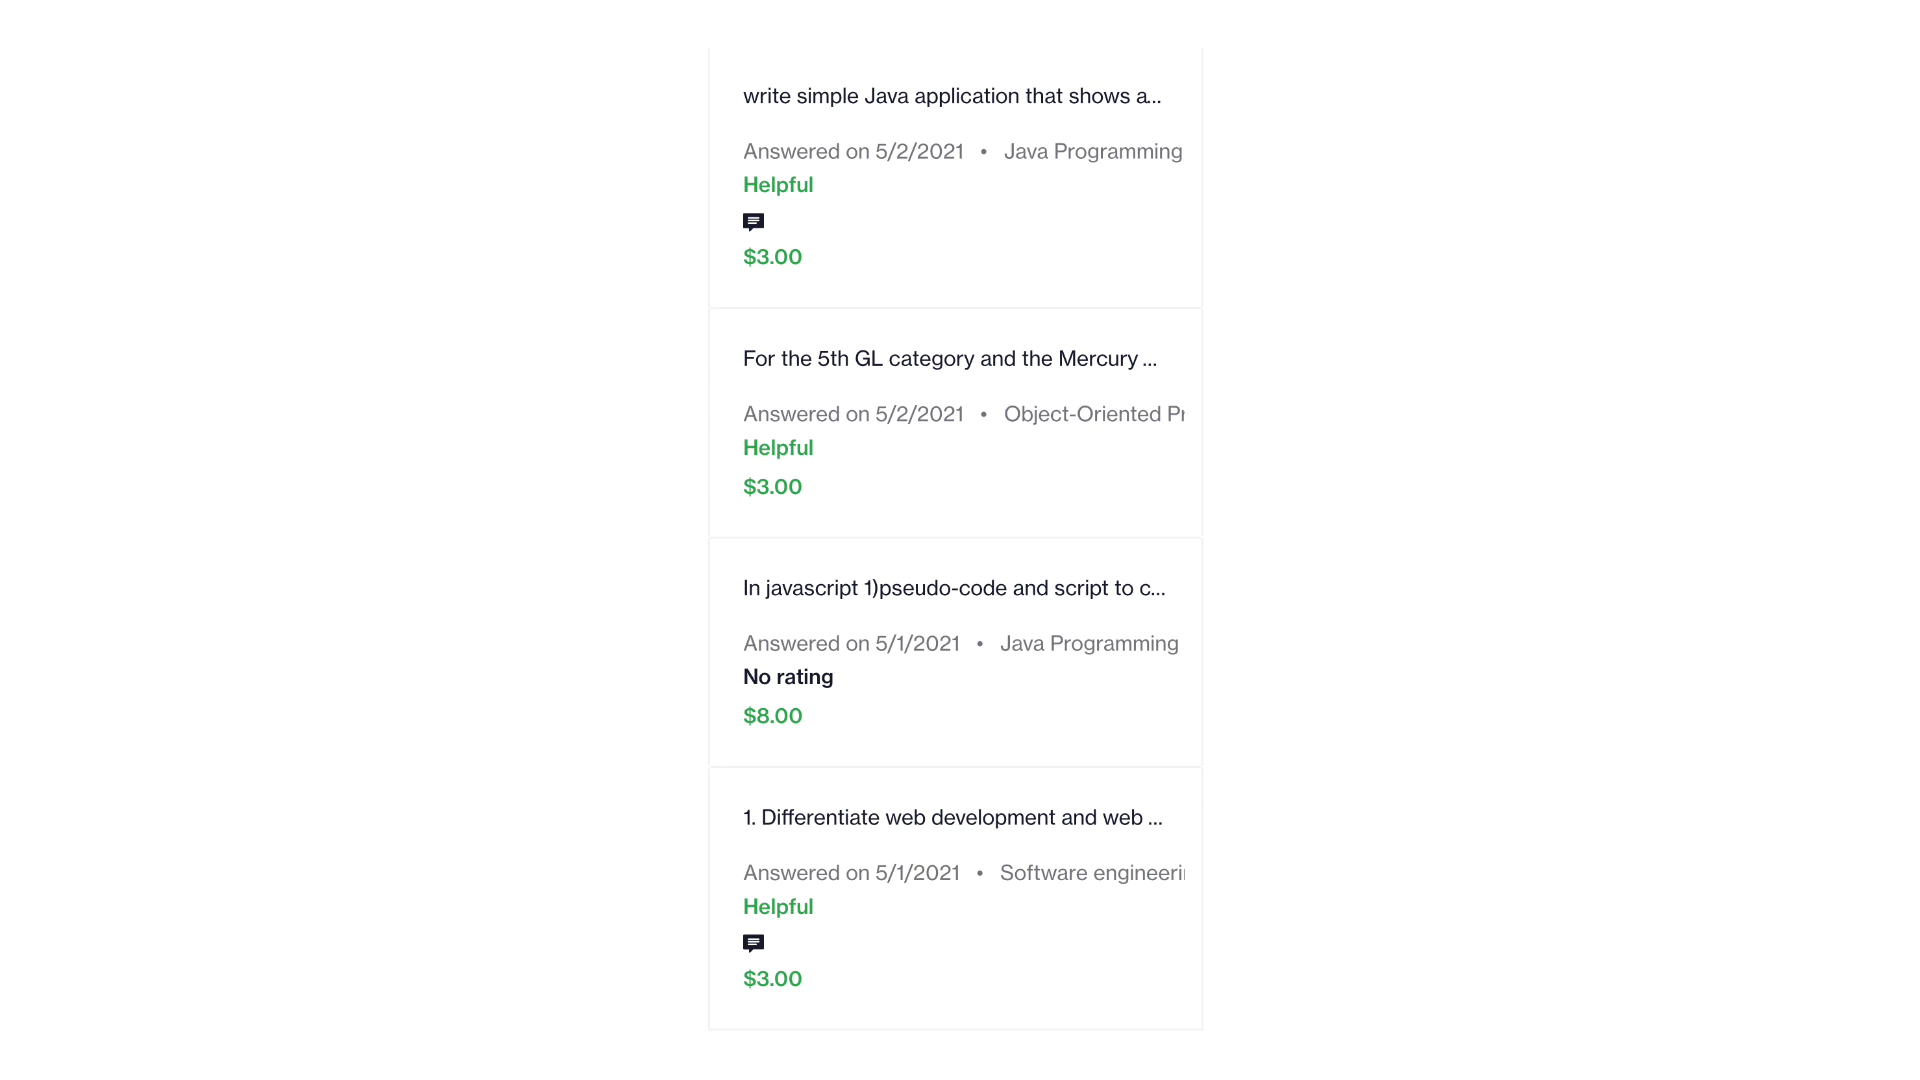 write simple Java application that shows a...
Answered on 5/2/2021 • Java Programming
Helpful
$3.00
For the 5th GL category and the Mercury ...
Answered on 5/2/2021 • Object-Oriented Pr
Helpful
$3.00
In javascript 1)pseudo-code and script to c...
Answered on 5/1/2021 • Java Programming
No rating
$8.00
1. Differentiate web development and web ...
Answered on 5/1/2021 • Software engineeri
Helpful
$3.00